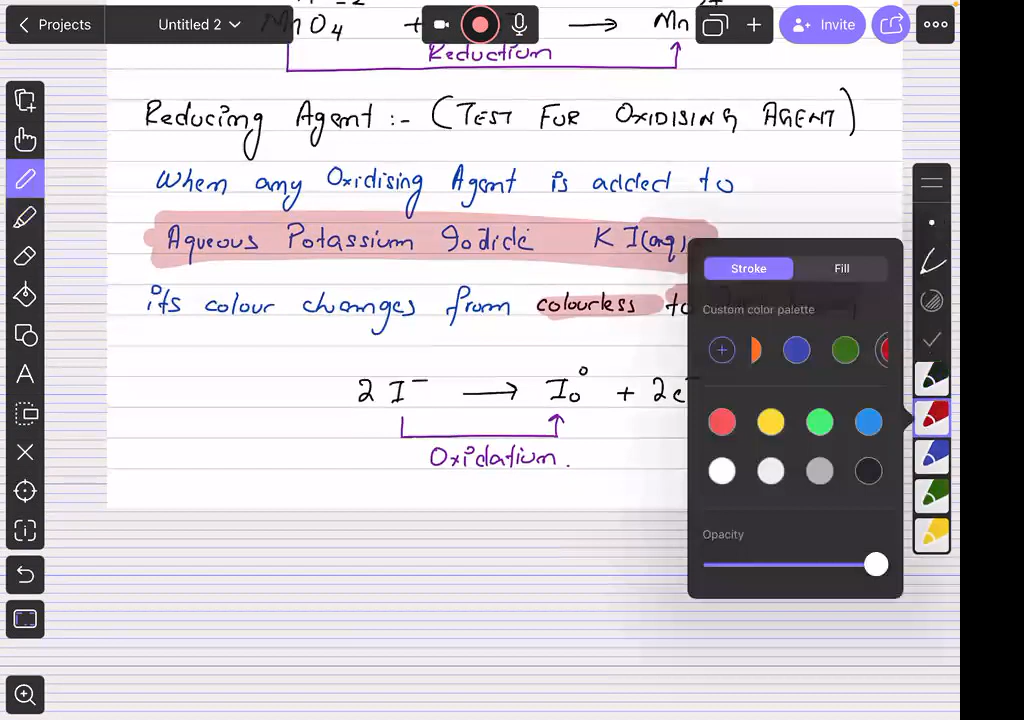 Projects Untitled 2 Invite
MnO4 + → Mn
Reduction
Reducing Agent :- (TEST FOR OXIDISING AGENT)
When any Oxidising Agent is added to
Aqueous Potassium Iodide KI(aq)
its colour changes from colourless to
Stroke Fill
Custom color palette
2 I⁻ → I₀⁰ + 2e⁻
Oxidation.
Opacity